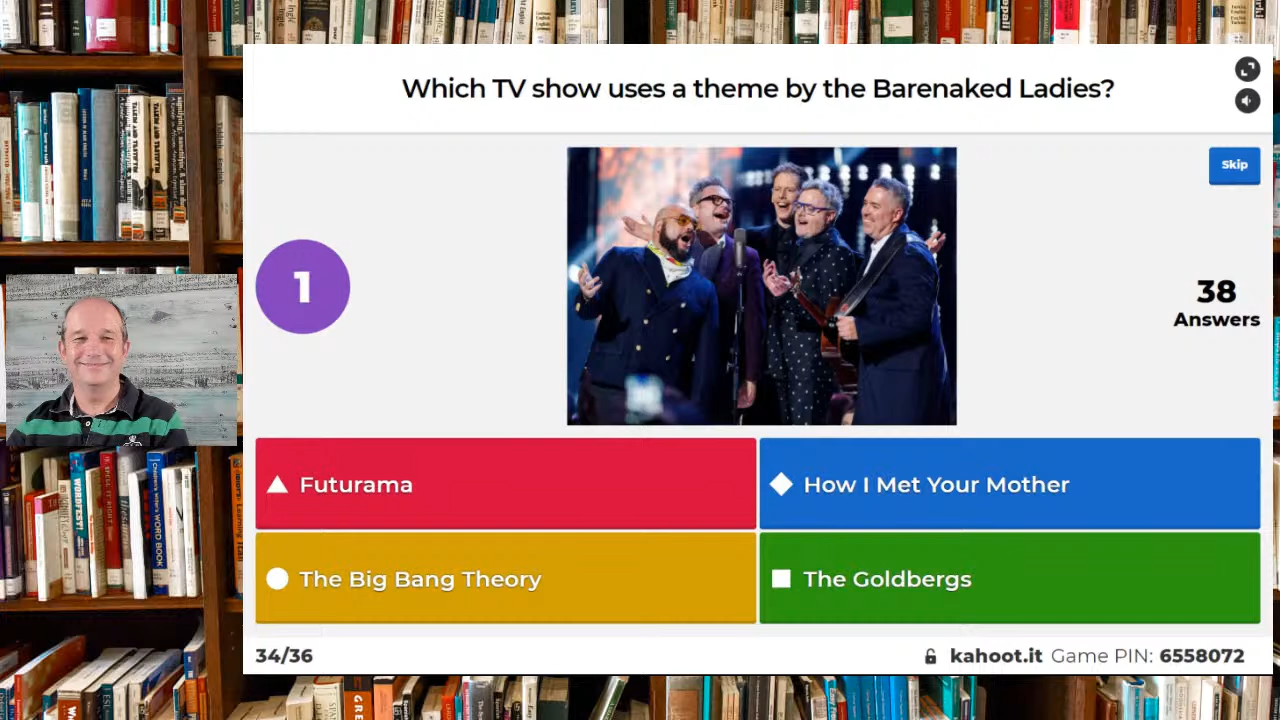 Which TV show uses a theme by the Barenaked Ladies?
Skip
1
38
Answers
Futurama
How I Met Your Mother
The Big Bang Theory
The Goldbergs
34/36
kahoot.it Game PIN: 6558072